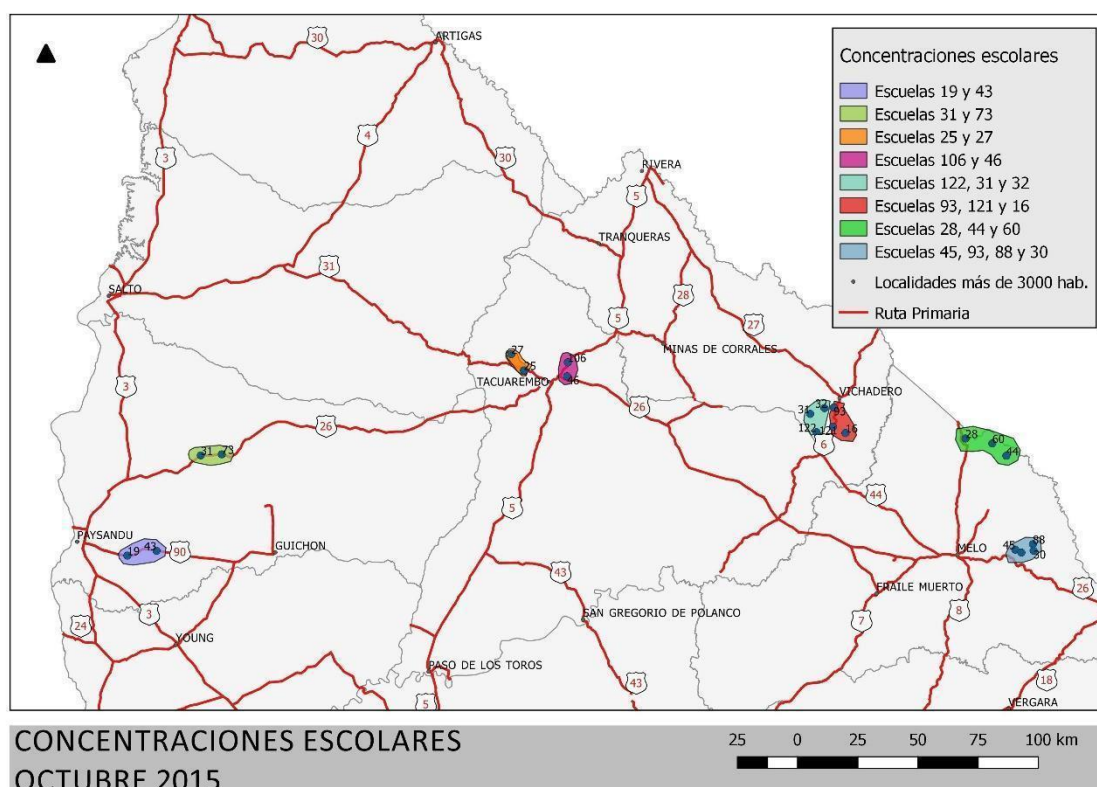 30
ARTIGAS
4
3
30
RIVERA
5
TRANQUERAS
31
SALTO
28
5
27
MINAS DE CORRALES
27
25
106
46
TACUAREMBO
3
26
26
VICHADERO
31
32
93
122
121
16
6
31
73
28
60
44
44
5
PAYSANDU
19
43
90
GUICHON
MELO
45
88
30
43
26
FRAILE MUERTO
24
3
YOUNG
SAN GREGORIO DE POLANCO
7
8
PASO DE LOS TOROS
43
18
5
VERGARA
Concentraciones escolares
Escuelas 19 y 43
Escuelas 31 y 73
Escuelas 25 y 27
Escuelas 106 y 46
Escuelas 122, 31 y 32
Escuelas 93, 121 y 16
Escuelas 28, 44 y 60
Escuelas 45, 93, 88 y 30
Localidades más de 3000 hab.
Ruta Primaria
CONCENTRACIONES ESCOLARES
OCTUBRE 2015
25 0 25 50 75 100 km